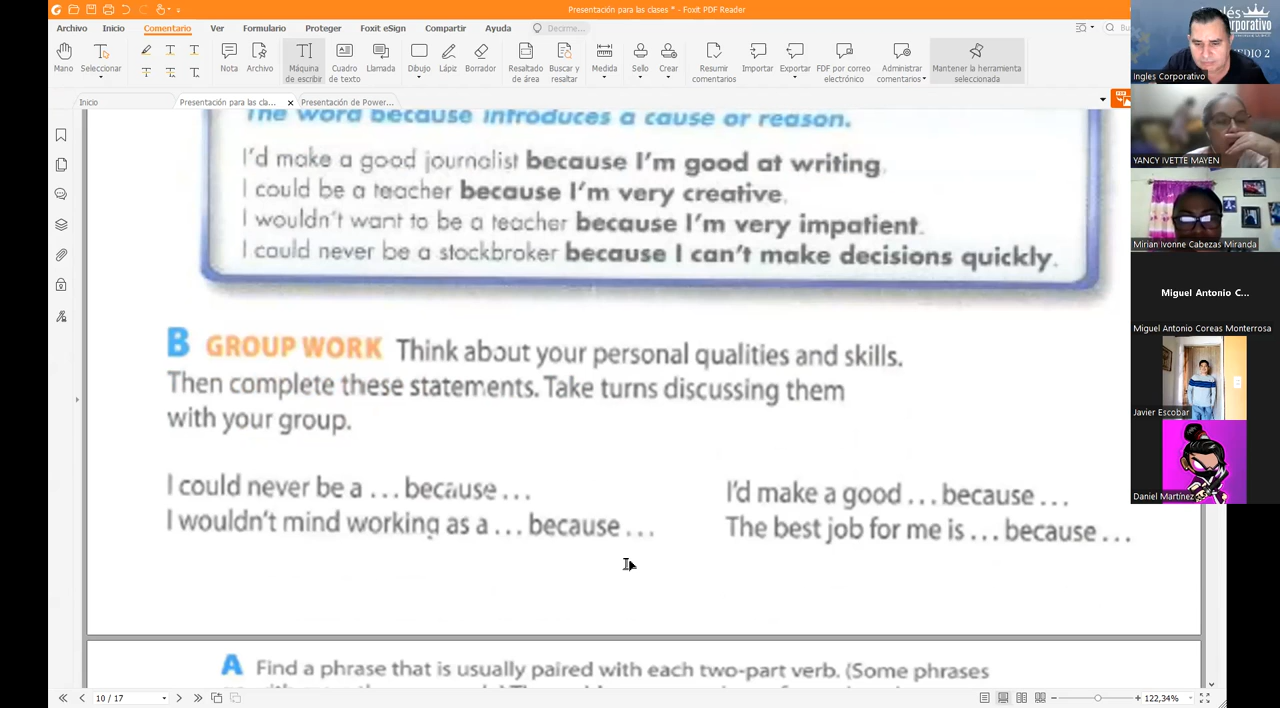 Presentación para las clases * - Foxit PDF Reader
Archivo Inicio Comentario Ver Formulario Proteger Foxit eSign Compartir Ayuda Decirme...
Mano Seleccionar Nota Archivo Máquina de escribir Cuadro de texto Llamada Dibujo Lápiz Borrador Resaltado de área Buscar y resaltar Medida Sello Crear Resumir comentarios Importar Exportar PDF por correo electrónico Administrar comentarios Mantener la herramienta seleccionada
Inicio Presentación para las cla... Presentación de Power...
The word because introduces a cause or reason.
I'd make a good journalist because I'm good at writing.
I could be a teacher because I'm very creative.
I wouldn't want to be a teacher because I'm very impatient.
I could never be a stockbroker because I can't make decisions quickly.
B GROUP WORK Think about your personal qualities and skills.
Then complete these statements. Take turns discussing them
with your group.
I could never be a ... because ...
I wouldn't mind working as a ... because ...
I'd make a good ... because ...
The best job for me is ... because ...
A Find a phrase that is usually paired with each two-part verb. (Some phrases
10 / 17
122,34%
Ingles Corporativo
YANCY IVETTE MAYEN
Mirian Ivonne Cabezas Miranda
Miguel Antonio C...
Miguel Antonio Coreas Monterrosa
Javier Escobar
Daniel Martínez